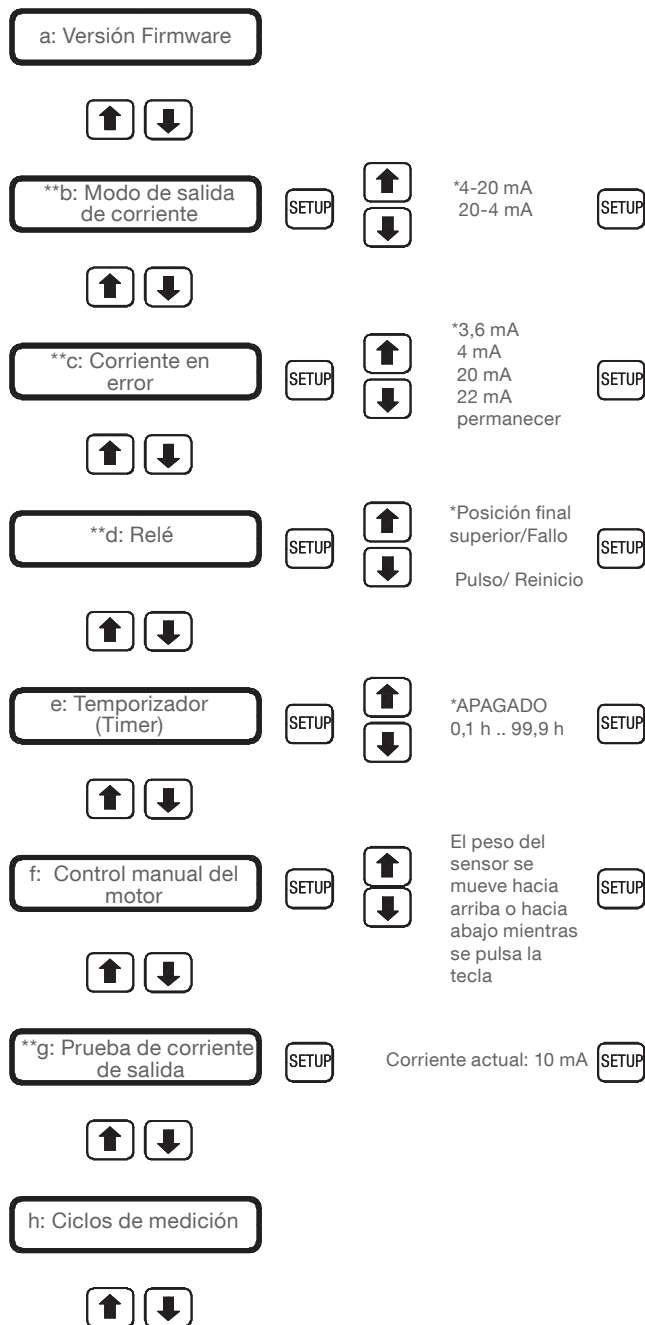 a: Versión Firmware
**b: Modo de salida
de corriente
SETUP
*4-20 mA
20-4 mA
SETUP
**c: Corriente en
error
SETUP
*3,6 mA
4 mA
20 mA
22 mA
permanecer
SETUP
**d: Relé
SETUP
*Posición final
superior/Fallo
Pulso/ Reinicio
SETUP
e: Temporizador
(Timer)
SETUP
*APAGADO
0,1 h .. 99,9 h
SETUP
f: Control manual del
motor
SETUP
El peso del
sensor se
mueve hacia
arriba o hacia
abajo mientras
se pulsa la
tecla
SETUP
**g: Prueba de corriente
de salida
SETUP
Corriente actual: 10 mA
SETUP
h: Ciclos de medición